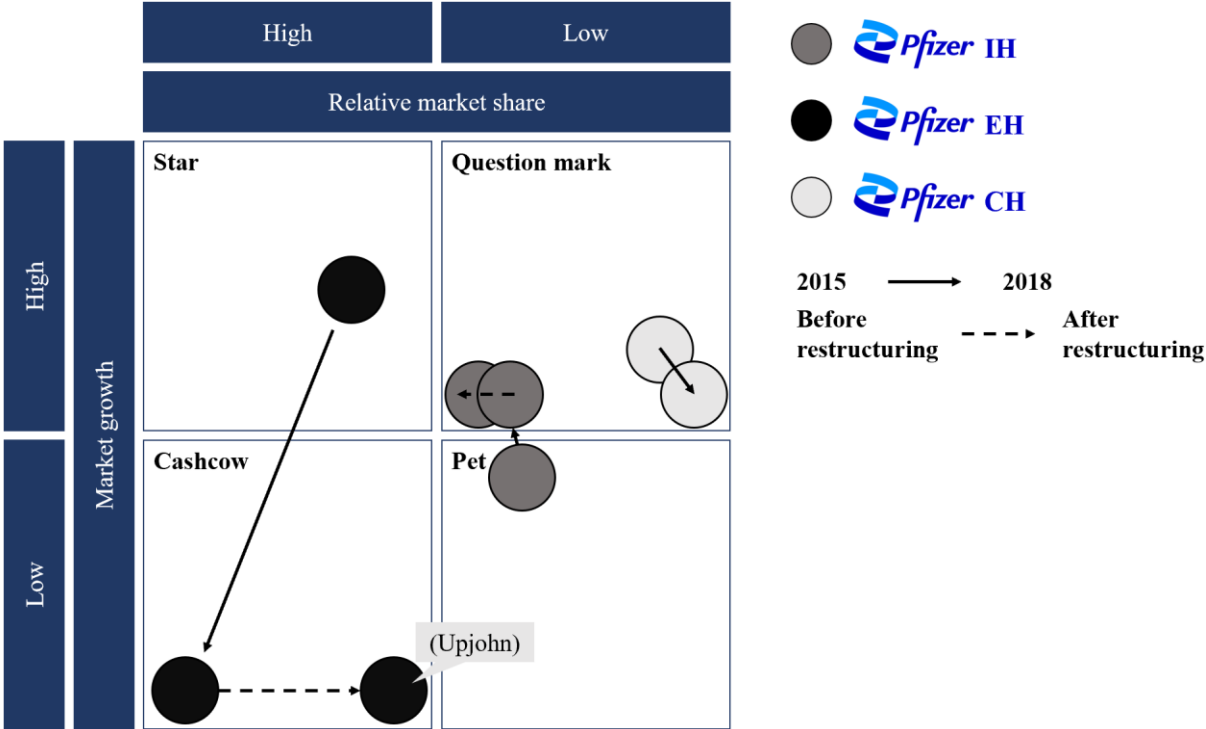 High
Low
Relative market share
High
Low
Market growth
Star
Question mark
Cashcow
Pet
(Upjohn)
Pfizer IH
Pfizer EH
Pfizer CH
2015
2018
Before
restructuring
After
restructuring